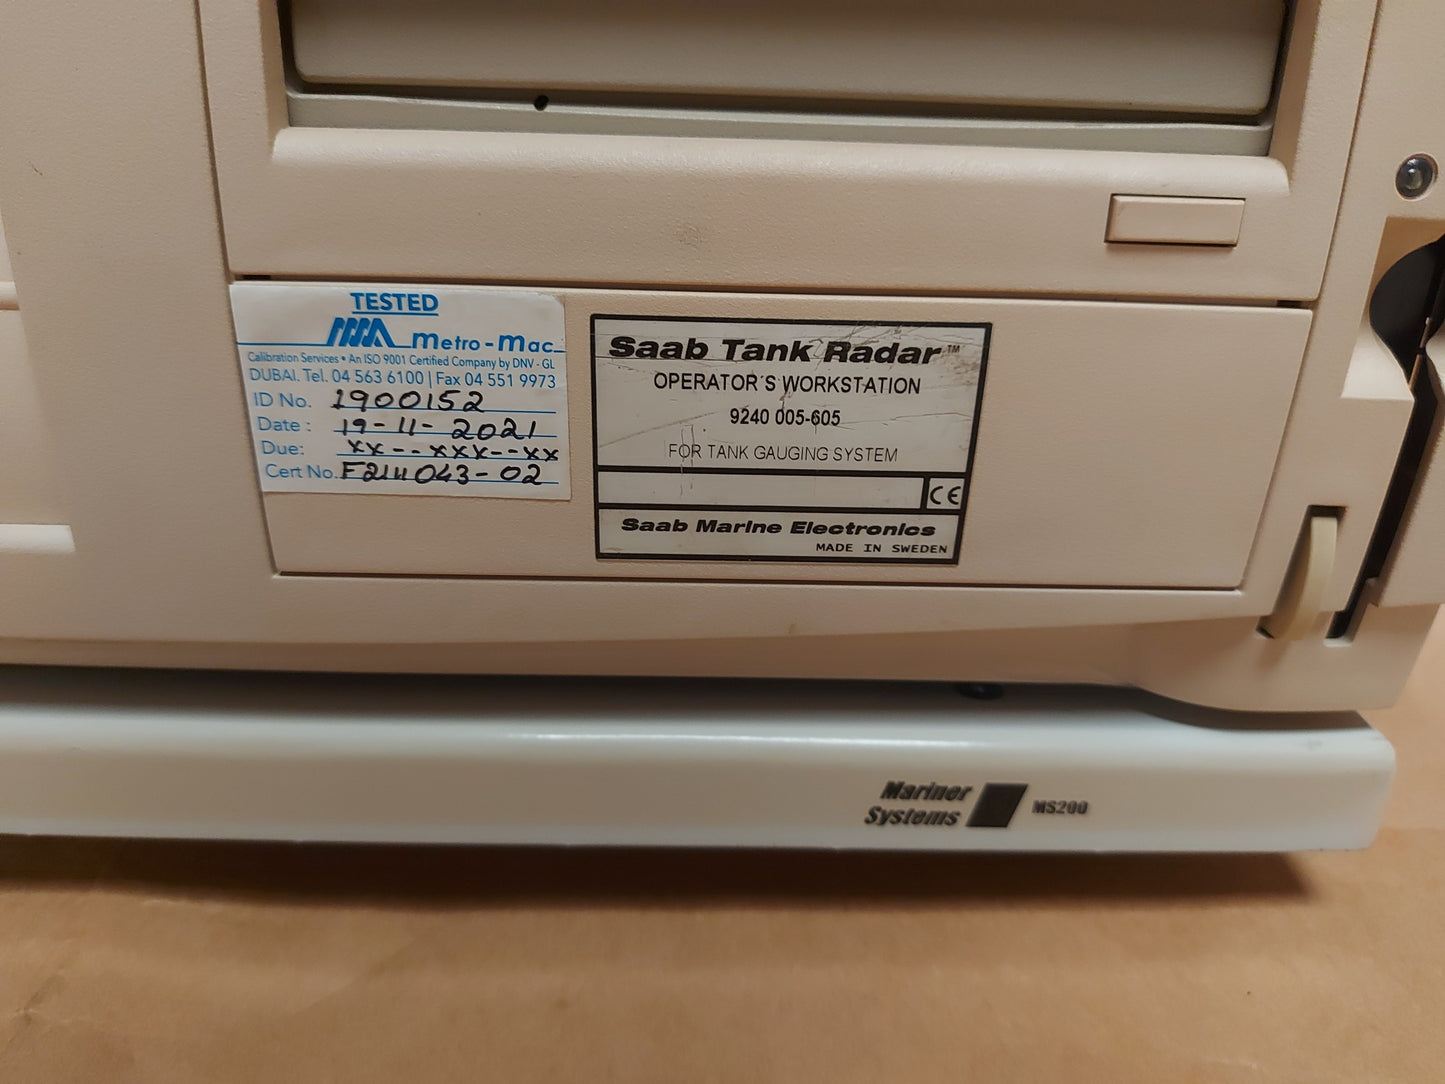 TESTED
metro-mac
Calibration Services • An ISO 9001 Certified Company by DNV - GL
DUBAI. Tel. 04 563 6100 | Fax 04 551 9973
ID No. 1900152
Date : 19-11-2021
Due: xx--xxx--xx
Cert No. F2111043-02
Saab Tank Radar™
OPERATOR'S WORKSTATION
9240 005-605
FOR TANK GAUGING SYSTEM
CE
Saab Marine Electronics
MADE IN SWEDEN
Mariner
Systems
MS200